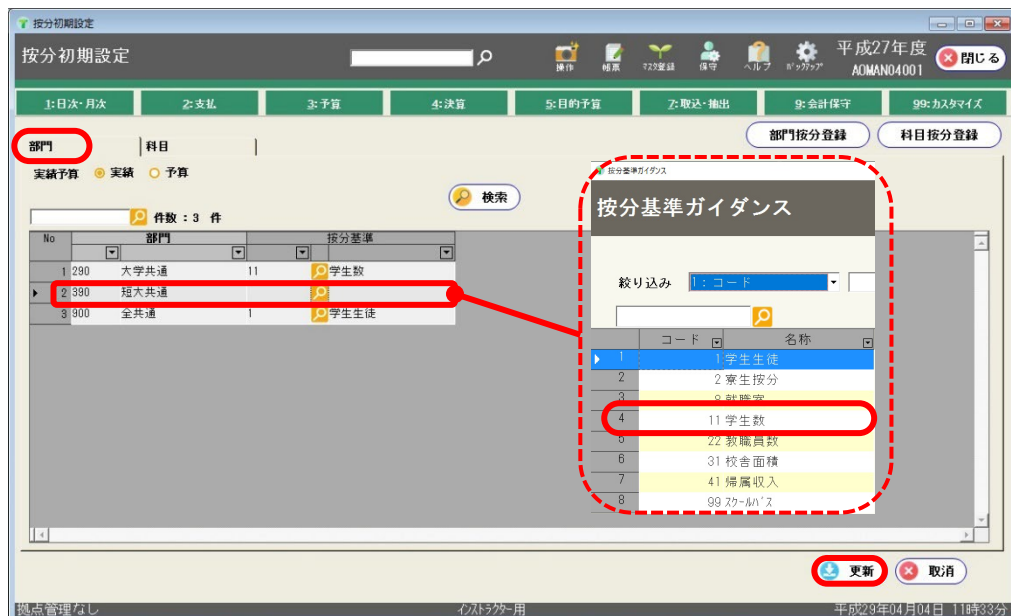 按分初期設定
按分初期設定
操作 帳票 マスタ登録 保守 ヘルプ バックアップ
平成27年度
AOMAN04001
閉じる
1:日次・月次 2:支払 3:予算 4:決算 5:目的予算 7:取込・抽出 9:会計保守 99:カスタマイズ
部門 科目
部門按分登録 科目按分登録
実績予算 実績 予算
検索
件数:3 件
No 部門 按分基準
1 290 大学共通 11 学生数
2 390 短大共通
3 900 全共通 1 学生生徒
按分基準ガイダンス
按分基準ガイダンス
絞り込み 1:コード
コード 名称
1 1 学生生徒
2 2 寮生按分
3 8 就職室
4 11 学生数
5 22 教職員数
6 31 校舎面積
7 41 帰属収入
8 99 スクールバス
更新 取消
拠点管理なし インストラクター用 平成29年04月04日 11時33分